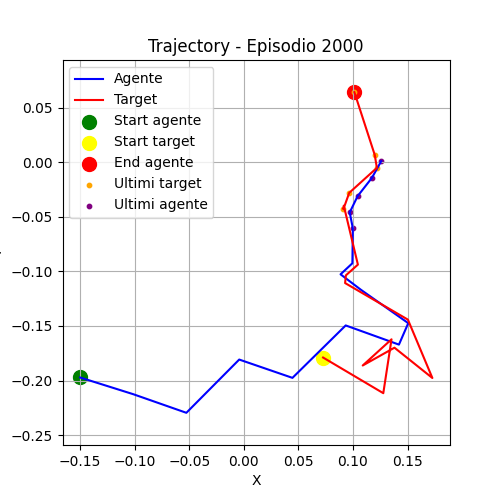 Trajectory - Episodio 2000
Agente
Target
Start agente
Start target
End agente
Ultimi target
Ultimi agente
0.05
0.00
−0.05
−0.10
−0.15
−0.20
−0.25
−0.15
−0.10
−0.05
0.00
0.05
0.10
0.15
X